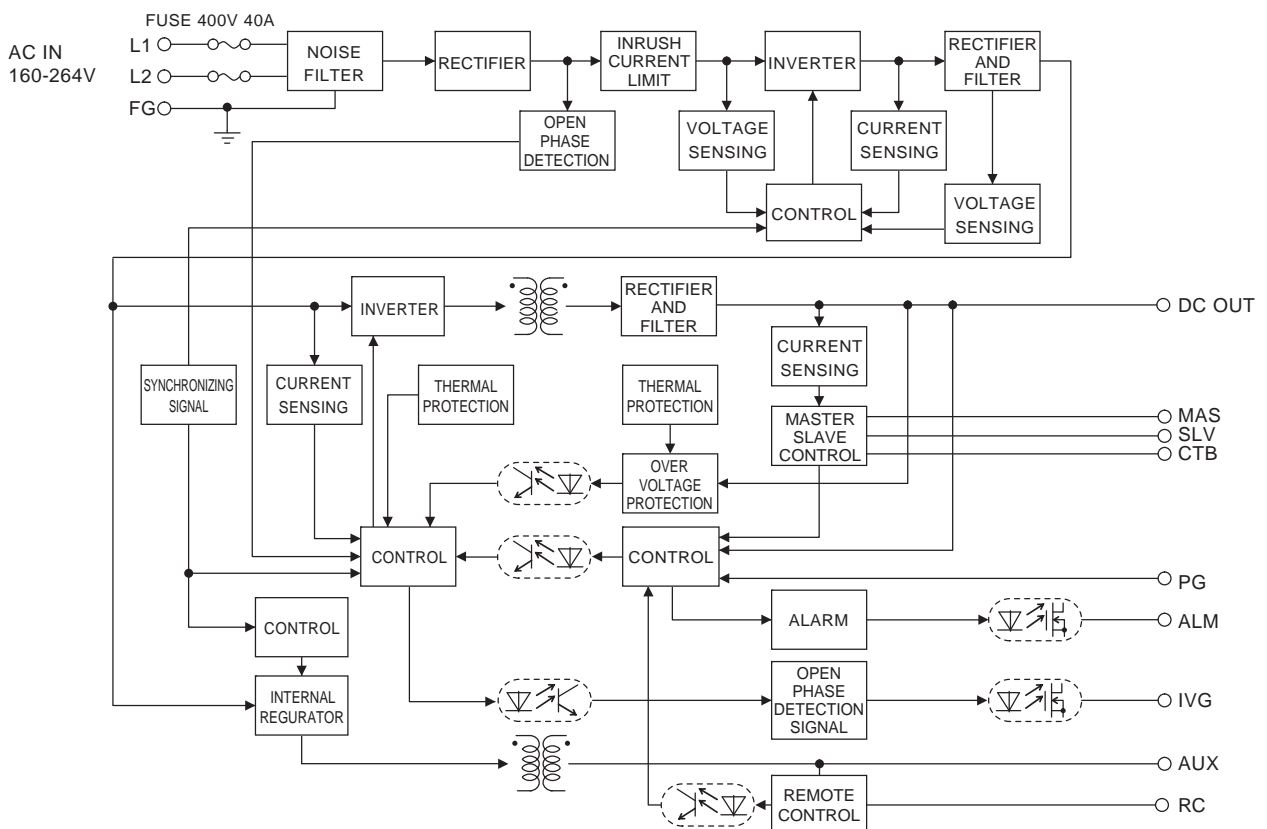 FUSE 400V 40A
AC IN
160-264V
L1
L2
FG
NOISE
FILTER
RECTIFIER
INRUSH
CURRENT
LIMIT
INVERTER
RECTIFIER
AND
FILTER
OPEN
PHASE
DETECTION
VOLTAGE
SENSING
CURRENT
SENSING
CONTROL
VOLTAGE
SENSING
INVERTER
RECTIFIER
AND
FILTER
DC OUT
CURRENT
SENSING
SYNCHRONIZING
SIGNAL
CURRENT
SENSING
THERMAL
PROTECTION
THERMAL
PROTECTION
MASTER
SLAVE
CONTROL
MAS
SLV
CTB
OVER
VOLTAGE
PROTECTION
CONTROL
CONTROL
PG
CONTROL
ALARM
ALM
INTERNAL
REGURATOR
OPEN
PHASE
DETECTION
SIGNAL
IVG
AUX
REMOTE
CONTROL
RC